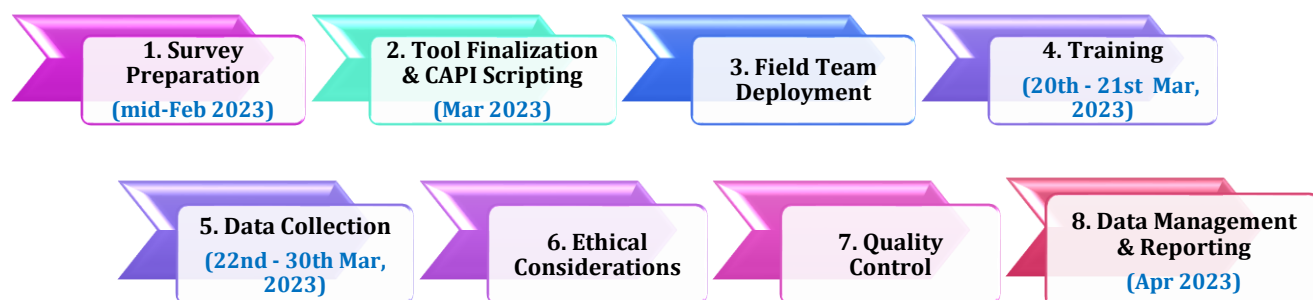 1. Survey
Preparation
(mid-Feb 2023)
2. Tool Finalization
& CAPI Scripting
(Mar 2023)
3. Field Team
Deployment
4. Training
(20th - 21st Mar,
2023)
5. Data Collection
(22nd - 30th Mar,
2023)
6. Ethical
Considerations
7. Quality
Control
8. Data Management
& Reporting
(Apr 2023)